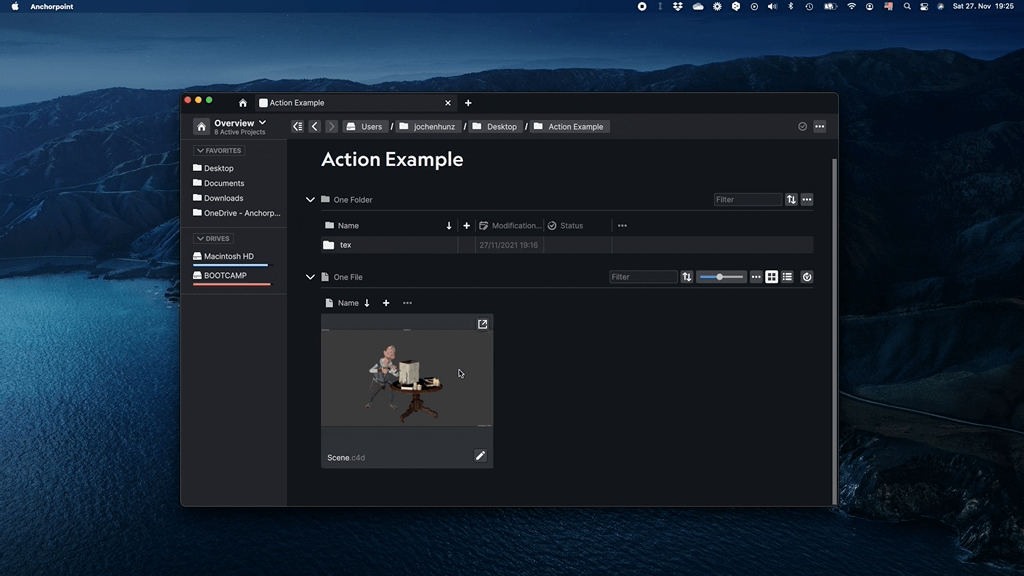 Anchorpoint
Sat 27. Nov 19:25
Action Example
Overview
8 Active Projects
Users / jochenhunz / Desktop / Action Example
FAVORITES
Desktop
Documents
Downloads
OneDrive - Anchorp...
DRIVES
Macintosh HD
BOOTCAMP
Action Example
One Folder
Filter
Name
Modification...
Status
tex
27/11/2021 19:16
One File
Filter
Name
Scene.c4d